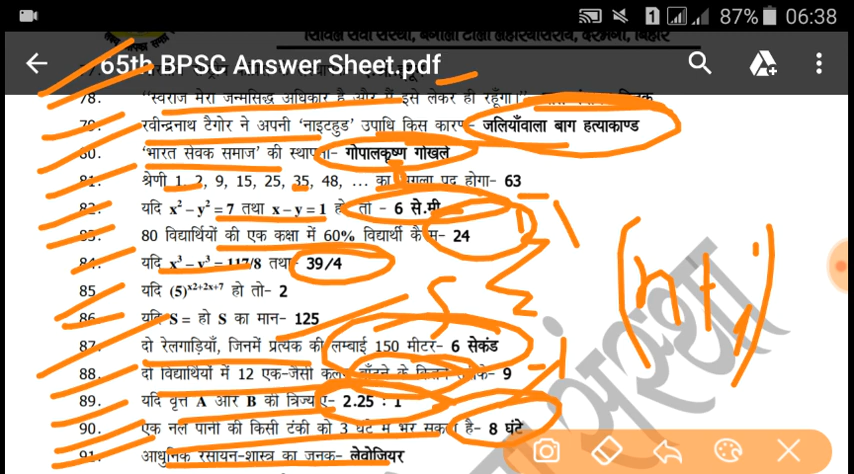 87% 06:38
65th BPSC Answer Sheet.pdf
78. "स्वराज मेरा जन्मसिद्ध अधिकार है और मैं इसे लेकर ही रहूँगा।"
79. रवीन्द्रनाथ टैगोर ने अपनी 'नाइटहुड' उपाधि किस कारण- जलियाँवाला बाग हत्याकाण्ड
80. 'भारत सेवक समाज' की स्थापना- गोपालकृष्ण गोखले
81. श्रेणी 1, 2, 9, 15, 25, 35, 48, ... का अगला पद होगा- 63
82. यदि x² – y² = 7 तथा x – y = 1 हो तो - 6 से.मी.
83. 80 विद्यार्थियों की एक कक्षा में 60% विद्यार्थी कैम- 24
84. यदि x³ – y³ = 117/8 तथा- 39/4
85 यदि (5)ˣ²⁺²ˣ⁺⁷ हो तो- 2
86. यदि S = हो S का मान- 125
87. दो रेलगाड़ियाँ, जिनमें प्रत्येक की लम्बाई 150 मीटर- 6 सेकंड
88. दो विद्यार्थियों में 12 एक-जैसी कलम बाँटने के कितने तरीके- 9
89. यदि वृत्त A और B की त्रिज्याएं- 2.25 : 1
90. एक नल पानी की किसी टंकी को 3 घंटे में भर सकता है- 8 घंटे
91. आधुनिक रसायन-शास्त्र का जनक- लेवोजियर